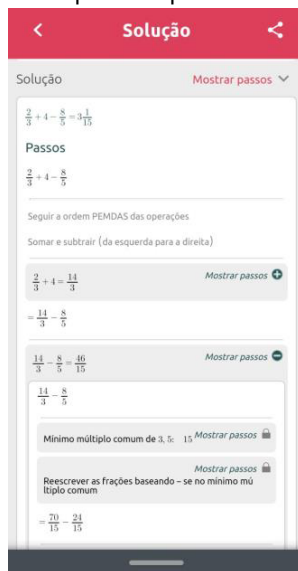 Solução
Solução Mostrar passos
2/3 + 4 − 8/5 = 3 1/15
Passos
2/3 + 4 − 8/5
Seguir a ordem PEMDAS das operações
Somar e subtrair (da esquerda para a direita)
2/3 + 4 = 14/3 Mostrar passos
= 14/3 − 8/5
14/3 − 8/5 = 46/15 Mostrar passos
14/3 − 8/5
Mínimo múltiplo comum de 3, 5: 15 Mostrar passos
Mostrar passos
Reescrever as frações baseando – se no mínimo mú
ltiplo comum
= 70/15 − 24/15